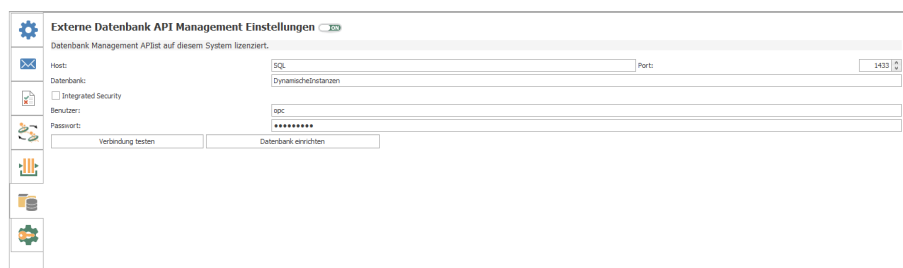 Externe Datenbank API Management Einstellungen ON
Datenbank Management APIist auf diesem System lizenziert.
Host: SQL Port: 1433
Datenbank: DynamischeInstanzen
Integrated Security
Benutzer: opc
Passwort: •••••••••
Verbindung testen Datenbank einrichten